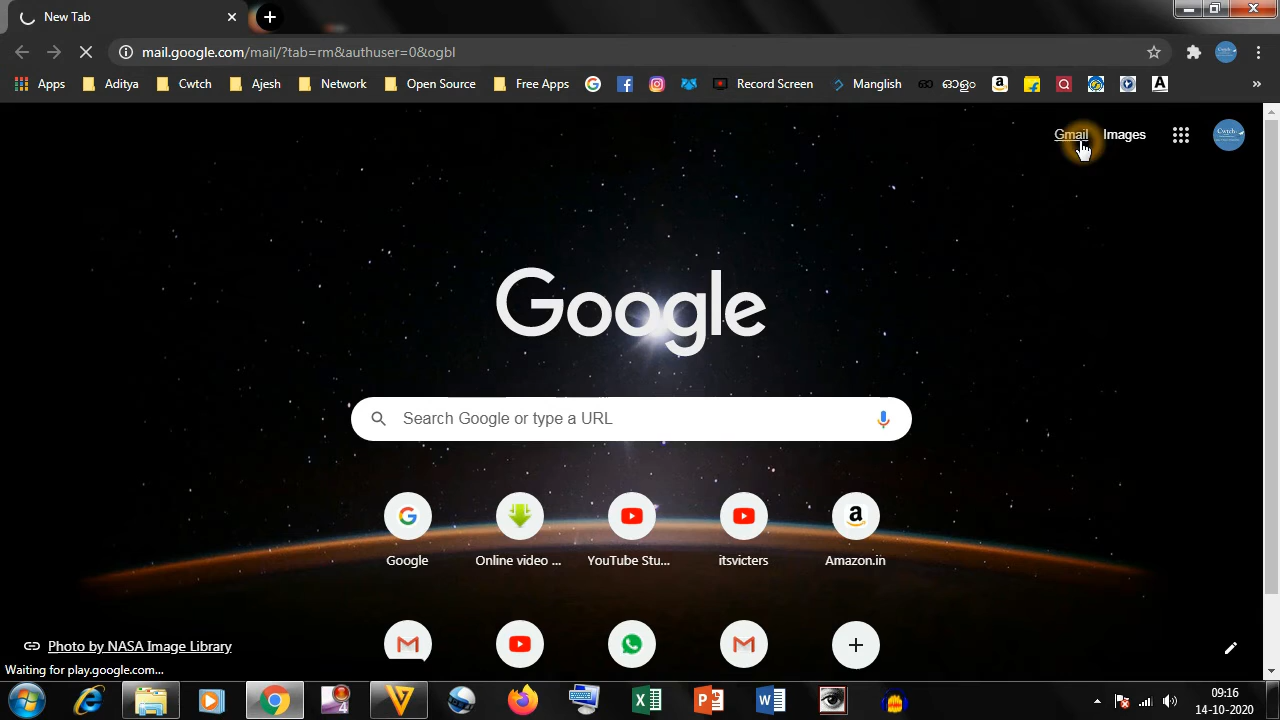 New Tab
mail.google.com/mail/?tab=rm&authuser=0&ogbl
Apps Aditya Cwtch Ajesh Network Open Source Free Apps Record Screen Manglish ഓളം »
Gmail Images
Google
Search Google or type a URL
Google Online video ... YouTube Stu... itsvicters Amazon.in
Photo by NASA Image Library
Waiting for play.google.com...
09:16
14-10-2020